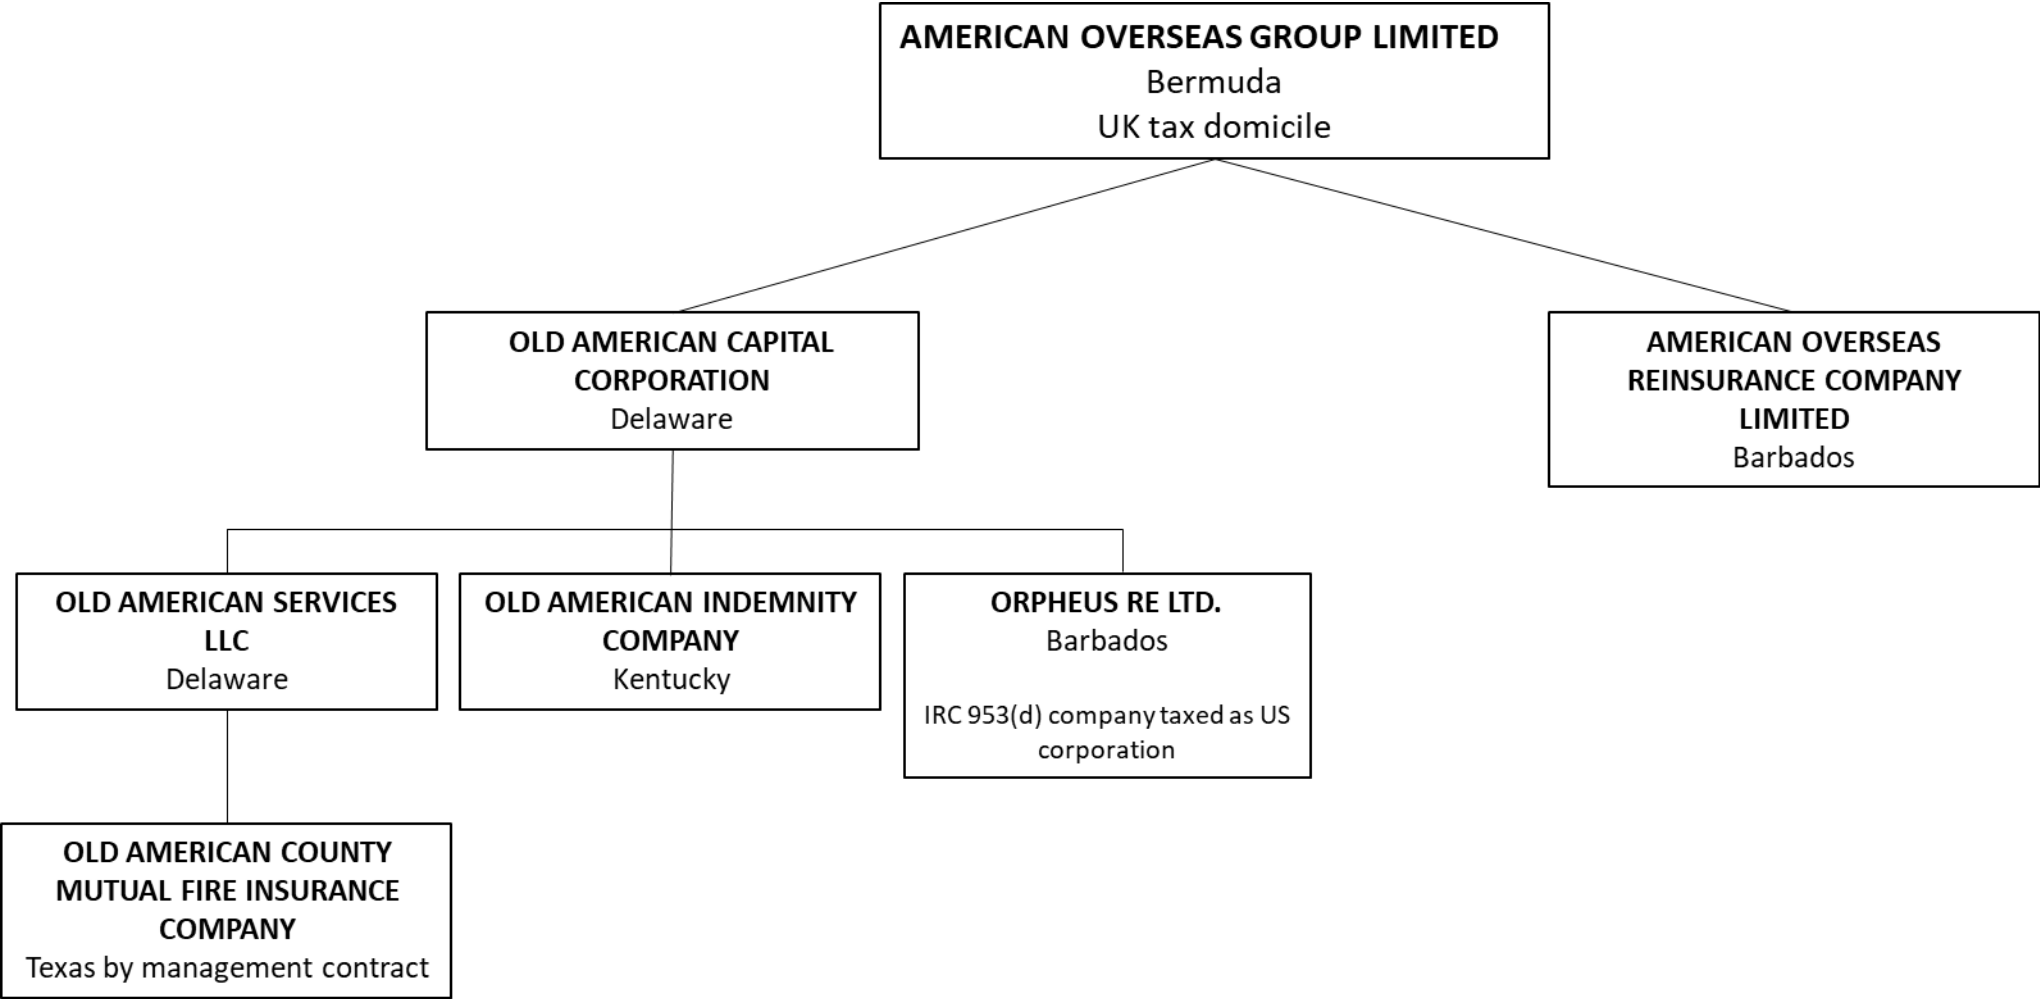 AMERICAN OVERSEAS GROUP LIMITED
Bermuda
UK tax domicile
OLD AMERICAN CAPITAL
CORPORATION
Delaware
AMERICAN OVERSEAS
REINSURANCE COMPANY
LIMITED
Barbados
OLD AMERICAN SERVICES
LLC
Delaware
OLD AMERICAN INDEMNITY
COMPANY
Kentucky
ORPHEUS RE LTD.
Barbados
IRC 953(d) company taxed as US
corporation
OLD AMERICAN COUNTY
MUTUAL FIRE INSURANCE
COMPANY
Texas by management contract